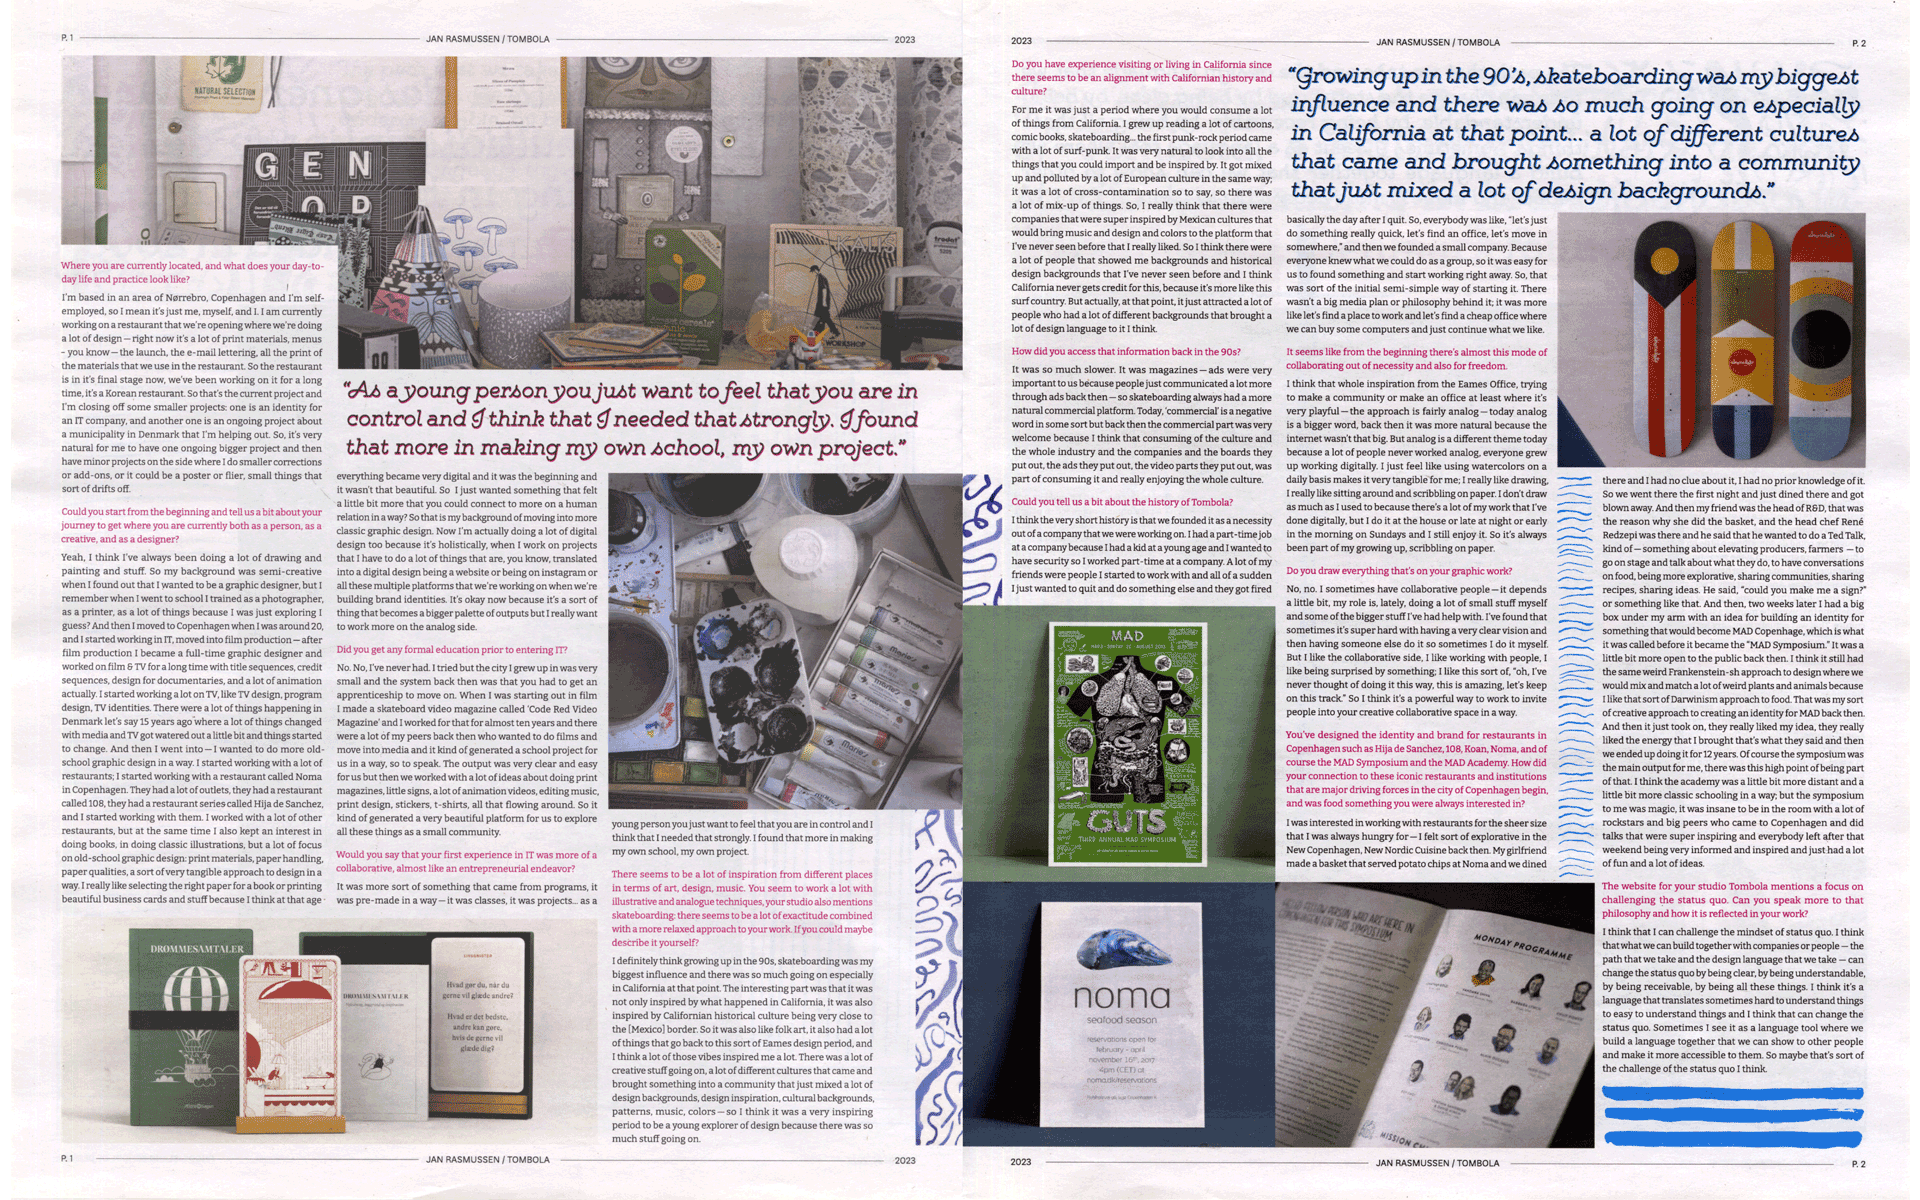 P. 1
JAN RASMUSSEN / TOMBOLA
2023
NATURAL SELECTION
GEN
OP
WORKSHOP
Where you are currently located, and what does your day-to-
day life and practice look like?
I'm based in an area of Nørrebro, Copenhagen and I'm self-
employed, so I mean it's just me, myself, and I. I am currently
working on a restaurant that we're opening where we're doing
a lot of design — right now it's a lot of print materials, menus
- you know — the launch, the e-mail lettering, all the print of
the materials that we use in the restaurant. So the restaurant
is in it's final stage now, we've been working on it for a long
time, it's a Korean restaurant. So that's the current project and
I'm closing off some smaller projects: one is an identity for
an IT company, and another one is an ongoing project about
a municipality in Denmark that I'm helping out. So, it's very
natural for me to have one ongoing bigger project and then
have minor projects on the side where I do smaller corrections
or add-ons, or it could be a poster or flier, small things that
sort of drifts off.
Could you start from the beginning and tell us a bit about your
journey to get where you are currently both as a person, as a
creative, and as a designer?
Yeah, I think I've always been doing a lot of drawing and
painting and stuff. So my background was semi-creative
when I found out that I wanted to be a graphic designer, but I
remember when I went to school I trained as a photographer,
as a printer, as a lot of things because I was just exploring I
guess? And then I moved to Copenhagen when I was around 20,
and I started working in IT, moved into film production — after
film production I became a full-time graphic designer and
worked on film & TV for a long time with title sequences, credit
sequences, design for documentaries, and a lot of animation
actually. I started working a lot on TV, like TV design, program
design, TV identities. There were a lot of things happening in
Denmark let's say 15 years ago where a lot of things changed
with media and TV got watered out a little bit and things started
to change. And then I went into — I wanted to do more old-
school graphic design in a way. I started working with a lot of
restaurants; I started working with a restaurant called Noma
in Copenhagen. They had a lot of outlets, they had a restaurant
called 108, they had a restaurant series called Hija de Sanchez,
and I started working with them. I worked with a lot of other
restaurants, but at the same time I also kept an interest in
doing books, in doing classic illustrations, but a lot of focus
on old-school graphic design: print materials, paper handling,
paper qualities, a sort of very tangible approach to design in a
way. I really like selecting the right paper for a book or printing
beautiful business cards and stuff because I think at that age
“As a young person you just want to feel that you are in
control and I think that I needed that strongly. I found
that more in making my own school, my own project.”
everything became very digital and it was the beginning and
it wasn't that beautiful. So I just wanted something that felt
a little bit more that you could connect to more on a human
relation in a way? So that is my background of moving into more
classic graphic design. Now I'm actually doing a lot of digital
design too because it's holistically, when I work on projects
that I have to do a lot of things that are, you know, translated
into a digital design being a website or being on instagram or
all these multiple platforms that we're working on when we're
building brand identities. It's okay now because it's a sort of
thing that becomes a bigger palette of outputs but I really want
to work more on the analog side.
Did you get any formal education prior to entering IT?
No. No, I've never had. I tried but the city I grew up in was very
small and the system back then was that you had to get an
apprenticeship to move on. When I was starting out in film
I made a skateboard video magazine called 'Code Red Video
Magazine' and I worked for that for almost ten years and there
were a lot of my peers back then who wanted to do films and
move into media and it kind of generated a school project for
us in a way, so to speak. The output was very clear and easy
for us but then we worked with a lot of ideas about doing print
magazines, little signs, a lot of animation videos, editing music,
print design, stickers, t-shirts, all that flowing around. So it
kind of generated a very beautiful platform for us to explore
all these things as a small community.
Would you say that your first experience in IT was more of a
collaborative, almost like an entrepreneurial endeavor?
It was more sort of something that came from programs, it
was pre-made in a way — it was classes, it was projects... as a
young person you just want to feel that you are in control and I
think that I needed that strongly. I found that more in making
my own school, my own project.
There seems to be a lot of inspiration from different places
in terms of art, design, music. You seem to work a lot with
illustrative and analogue techniques, your studio also mentions
skateboarding; there seems to be a lot of exactitude combined
with a more relaxed approach to your work. If you could maybe
describe it yourself?
I definitely think growing up in the 90s, skateboarding was my
biggest influence and there was so much going on especially
in California at that point. The interesting part was that it was
not only inspired by what happened in California, it was also
inspired by Californian historical culture being very close to
the [Mexico] border. So it was also like folk art, it also had a lot
of things that go back to this sort of Eames design period, and
I think a lot of those vibes inspired me a lot. There was a lot of
creative stuff going on, a lot of different cultures that came and
brought something into a community that just mixed a lot of
design backgrounds, design inspiration, cultural backgrounds,
patterns, music, colors — so I think it was a very inspiring
period to be a young explorer of design because there was so
much stuff going on.
DRØMMESAMTALER
DRØMMESAMTALER
Hvad gør du, når du
gerne vil glæde andre?
Hvad er det bedste,
andre kan gøre,
hvis de gerne vil
glæde dig?
P. 1
JAN RASMUSSEN / TOMBOLA
2023
2023
JAN RASMUSSEN / TOMBOLA
P. 2
Do you have experience visiting or living in California since
there seems to be an alignment with Californian history and
culture?
For me it was just a period where you would consume a lot
of things from California. I grew up reading a lot of cartoons,
comic books, skateboarding... the first punk-rock period came
with a lot of surf-punk. It was very natural to look into all the
things that you could import and be inspired by. It got mixed
up and polluted by a lot of European culture in the same way;
it was a lot of cross-contamination so to say, so there was
a lot of mix-up of things. So, I really think that there were
companies that were super inspired by Mexican cultures that
would bring music and design and colors to the platform that
I've never seen before that I really liked. So I think there were
a lot of people that showed me backgrounds and historical
design backgrounds that I've never seen before and I think
California never gets credit for this, because it's more like this
surf country. But actually, at that point, it just attracted a lot of
people who had a lot of different backgrounds that brought a
lot of design language to it I think.
How did you access that information back in the 90s?
It was so much slower. It was magazines — ads were very
important to us because people just communicated a lot more
through ads back then — so skateboarding always had a more
natural commercial platform. Today, 'commercial' is a negative
word in some sort but back then the commercial part was very
welcome because I think that consuming of the culture and
the whole industry and the companies and the boards they
put out, the ads they put out, the video parts they put out, was
part of consuming it and really enjoying the whole culture.
Could you tell us a bit about the history of Tombola?
I think the very short history is that we founded it as a necessity
out of a company that we were working on. I had a part-time job
at a company because I had a kid at a young age and I wanted to
have security so I worked part-time at a company. A lot of my
friends were people I started to work with and all of a sudden
I just wanted to quit and do something else and they got fired
“Growing up in the 90's, skateboarding was my biggest
influence and there was so much going on especially
in California at that point... a lot of different cultures
that came and brought something into a community
that just mixed a lot of design backgrounds.”
basically the day after I quit. So, everybody was like, "let's just
do something really quick, let's find an office, let's move in
somewhere," and then we founded a small company. Because
everyone knew what we could do as a group, so it was easy for
us to found something and start working right away. So, that
was sort of the initial semi-simple way of starting it. There
wasn't a big media plan or philosophy behind it; it was more
like let's find a place to work and let's find a cheap office where
we can buy some computers and just continue what we like.
It seems like from the beginning there's almost this mode of
collaborating out of necessity and also for freedom.
I think that whole inspiration from the Eames Office, trying
to make a community or make an office at least where it's
very playful — the approach is fairly analog — today analog
is a bigger word, back then it was more natural because the
internet wasn't that big. But analog is a different theme today
because a lot of people never worked analog, everyone grew
up working digitally. I just feel like using watercolors on a
daily basis makes it very tangible for me; I really like drawing,
I really like sitting around and scribbling on paper. I don't draw
as much as I used to because there's a lot of my work that I've
done digitally, but I do it at the house or late at night or early
in the morning on Sundays and I still enjoy it. So it's always
been part of my growing up, scribbling on paper.
Do you draw everything that's on your graphic work?
No, no. I sometimes have collaborative people — it depends
a little bit, my role is, lately, doing a lot of small stuff myself
and some of the bigger stuff I've had help with. I've found that
sometimes it's super hard with having a very clear vision and
then having someone else do it so sometimes I do it myself.
But I like the collaborative side, I like working with people, I
like being surprised by something; I like this sort of, "oh, I've
never thought of doing it this way, this is amazing, let's keep
on this track." So I think it's a powerful way to work to invite
people into your creative collaborative space in a way.
You've designed the identity and brand for restaurants in
Copenhagen such as Hija de Sanchez, 108, Koan, Noma, and of
course the MAD Symposium and the MAD Academy. How did
your connection to these iconic restaurants and institutions
that are major driving forces in the city of Copenhagen begin,
and was food something you were always interested in?
I was interested in working with restaurants for the sheer size
that I was always hungry for — I felt sort of explorative in the
New Copenhagen, New Nordic Cuisine back then. My girlfriend
made a basket that served potato chips at Noma and we dined
there and I had no clue about it, I had no prior knowledge of it.
So we went there the first night and just dined there and got
blown away. And then my friend was the head of R&D, that was
the reason why she did the basket, and the head chef René
Redzepi was there and he said that he wanted to do a Ted Talk,
kind of — something about elevating producers, farmers — to
go on stage and talk about what they do, to have conversations
on food, being more explorative, sharing communities, sharing
recipes, sharing ideas. He said, "could you make me a sign?"
or something like that. And then, two weeks later I had a big
box under my arm with an idea for building an identity for
something that would become MAD Copenhage, which is what
it was called before it became the "MAD Symposium." It was a
little bit more open to the public back then. I think it still had
the same weird Frankenstein-sh approach to design where we
would mix and match a lot of weird plants and animals because
I like that sort of Darwinism approach to food. That was my sort
of creative approach to creating an identity for MAD back then.
And then it just took on, they really liked my idea, they really
liked the energy that I brought that's what they said and then
we ended up doing it for 12 years. Of course the symposium was
the main output for me, there was this high point of being part
of that. I think the academy was a little bit more distant and a
little bit more classic schooling in a way; but the symposium
to me was magic, it was insane to be in the room with a lot of
rockstars and big peers who came to Copenhagen and did
talks that were super inspiring and everybody left after that
weekend being very informed and inspired and just had a lot
of fun and a lot of ideas.
The website for your studio Tombola mentions a focus on
challenging the status quo. Can you speak more to that
philosophy and how it is reflected in your work?
I think that I can challenge the mindset of status quo. I think
that what we can build together with companies or people — the
path that we take and the design language that we take — can
change the status quo by being clear, by being understandable,
by being receivable, by being all these things. I think it's a
language that translates sometimes hard to understand things
to easy to understand things and I think that can change the
status quo. Sometimes I see it as a language tool where we
build a language together that we can show to other people
and make it more accessible to them. So maybe that's sort of
the challenge of the status quo I think.
MAD
GUTS
THIRD ANNUAL MAD SYMPOSIUM
noma
seafood season
reservations open for
february - april
november 16th, 2017
4pm (CET) at
noma.dk/reservations
MONDAY PROGRAMME
2023
JAN RASMUSSEN / TOMBOLA
P. 2